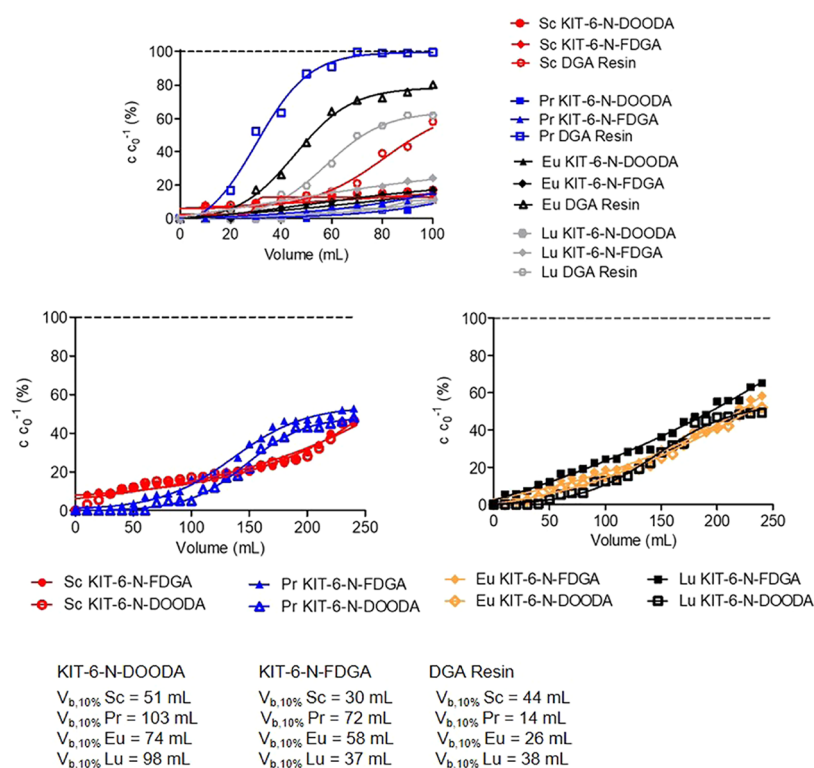 100
80
60
40
20
0
c c0-1 (%)
0 20 40 60 80 100
Volume (mL)
Sc KIT-6-N-DOODA
Sc KIT-6-N-FDGA
Sc DGA Resin
Pr KIT-6-N-DOODA
Pr KIT-6-N-FDGA
Pr DGA Resin
Eu KIT-6-N-DOODA
Eu KIT-6-N-FDGA
Eu DGA Resin
Lu KIT-6-N-DOODA
Lu KIT-6-N-FDGA
Lu DGA Resin
100
80
60
40
20
0
c c0-1 (%)
0 50 100 150 200 250
Volume (mL)
100
80
60
40
20
0
c c0-1 (%)
0 50 100 150 200 250
Volume (mL)
Sc KIT-6-N-FDGA
Sc KIT-6-N-DOODA
Pr KIT-6-N-FDGA
Pr KIT-6-N-DOODA
Eu KIT-6-N-FDGA
Eu KIT-6-N-DOODA
Lu KIT-6-N-FDGA
Lu KIT-6-N-DOODA
KIT-6-N-DOODA
Vb,10% Sc = 51 mL
Vb,10% Pr = 103 mL
Vb,10% Eu = 74 mL
Vb,10% Lu = 98 mL
KIT-6-N-FDGA
Vb,10% Sc = 30 mL
Vb,10% Pr = 72 mL
Vb,10% Eu = 58 mL
Vb,10% Lu = 37 mL
DGA Resin
Vb,10% Sc = 44 mL
Vb,10% Pr = 14 mL
Vb,10% Eu = 26 mL
Vb,10% Lu = 38 mL